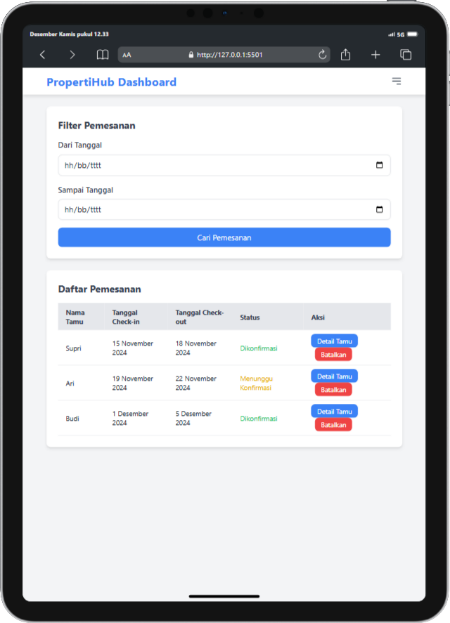 Desember Kamis pukul 12.33
5G
AA
http://127.0.0.1:5501
PropertiHub Dashboard
Filter Pemesanan
Dari Tanggal
hh/bb/tttt
Sampai Tanggal
hh/bb/tttt
Cari Pemesanan
Daftar Pemesanan
Nama Tamu
Tanggal Check-in
Tanggal Check-out
Status
Aksi
Supri
15 November 2024
18 November 2024
Dikonfirmasi
Detail Tamu
Batalkan
Ari
19 November 2024
22 November 2024
Menunggu Konfirmasi
Detail Tamu
Batalkan
Budi
1 Desember 2024
5 Desember 2024
Dikonfirmasi
Detail Tamu
Batalkan